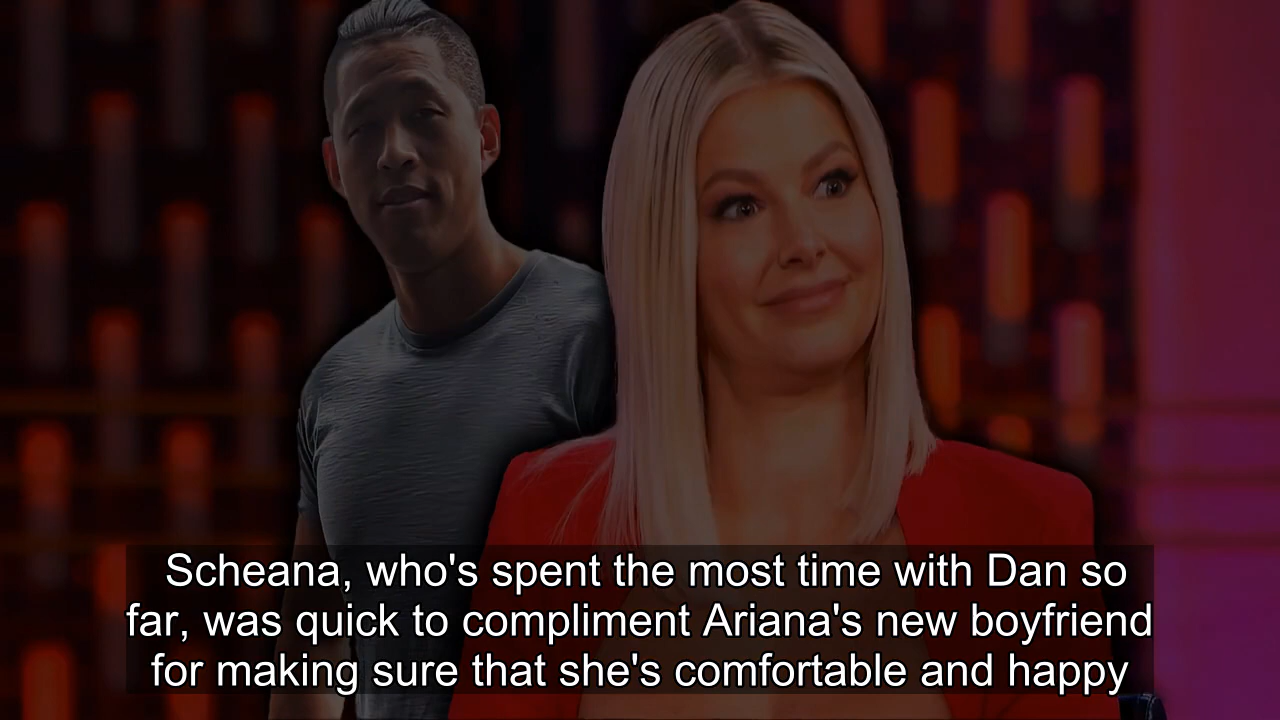 Scheana, who's spent the most time with Dan so
far, was quick to compliment Ariana's new boyfriend
for making sure that she's comfortable and happy